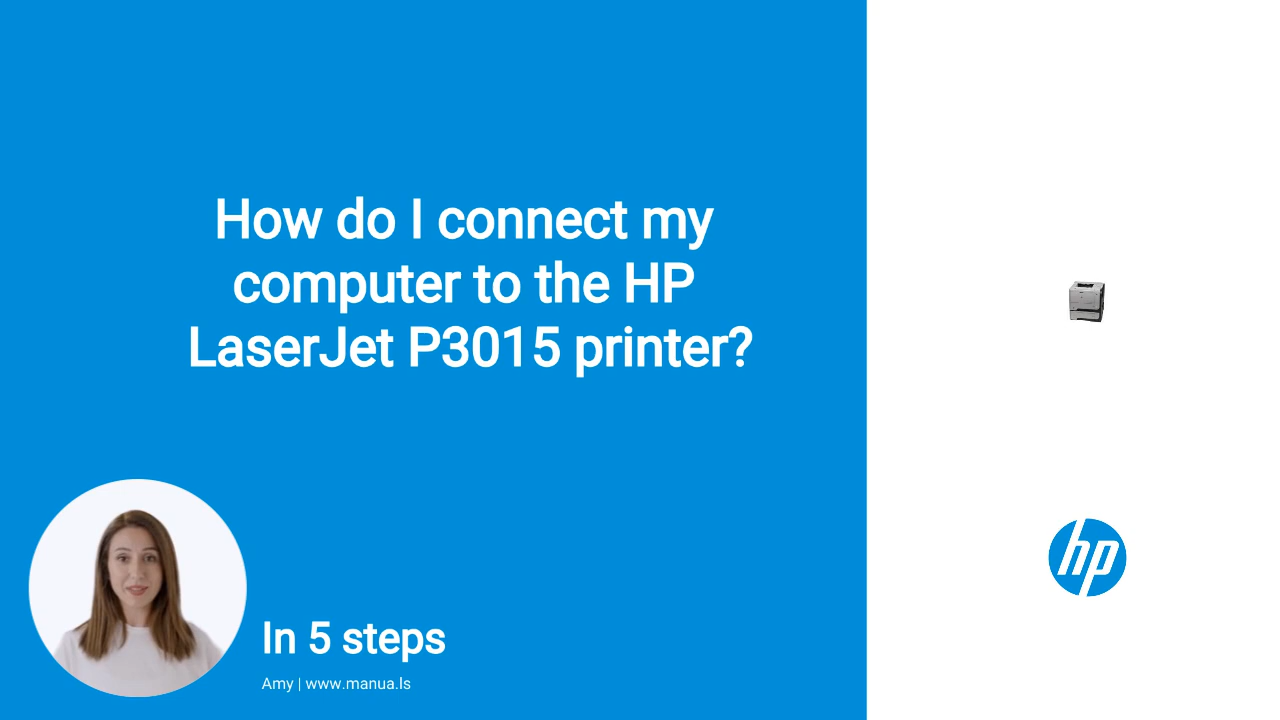 How do I connect my
computer to the HP
LaserJet P3015 printer?
In 5 steps
Amy | www.manua.ls
hp